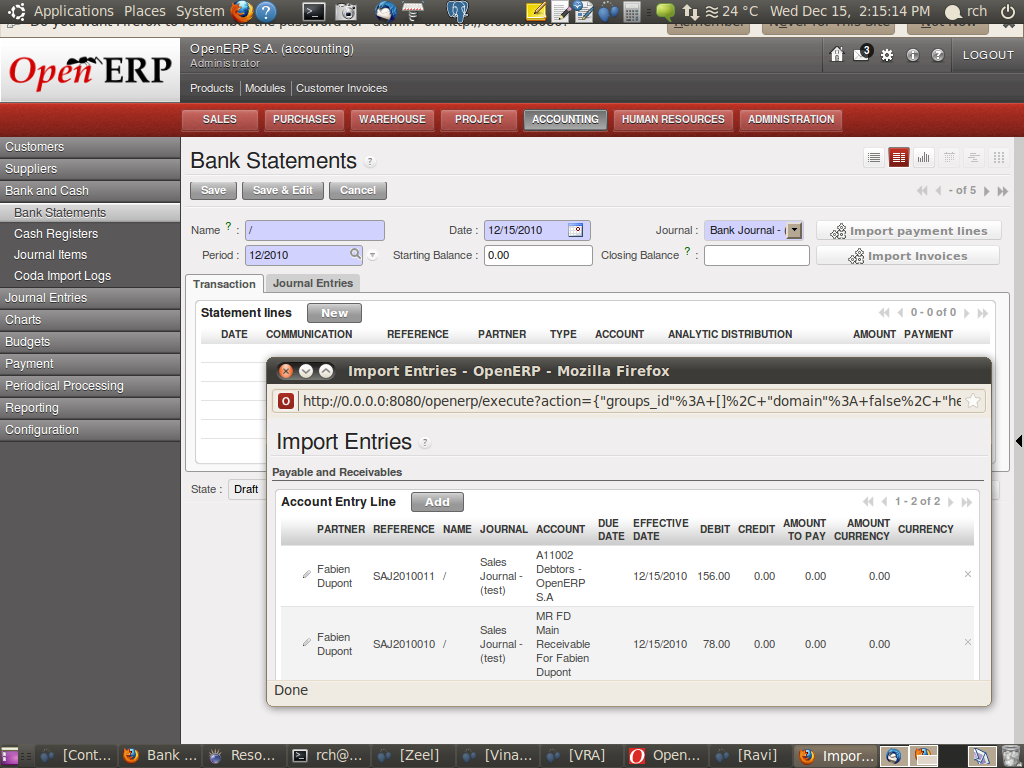 Applications Places System 24 °C Wed Dec 15, 2:15:14 PM rch
Open ERP
OpenERP S.A. (accounting)
Administrator
Products Modules Customer Invoices
3
LOGOUT
SALES PURCHASES WAREHOUSE PROJECT ACCOUNTING HUMAN RESOURCES ADMINISTRATION
Customers
Suppliers
Bank and Cash
Bank Statements
Cash Registers
Journal Items
Coda Import Logs
Journal Entries
Charts
Budgets
Payment
Periodical Processing
Reporting
Configuration
Bank Statements ?
Save Save & Edit Cancel
- of 5
Name ? : / Date : 12/15/2010 Journal : Bank Journal - ( Import payment lines
Period : 12/2010 Starting Balance : 0.00 Closing Balance ? : Import Invoices
Transaction Journal Entries
Statement lines New 0 - 0 of 0
DATE COMMUNICATION REFERENCE PARTNER TYPE ACCOUNT ANALYTIC DISTRIBUTION AMOUNT PAYMENT
State : Draft
Import Entries - OpenERP - Mozilla Firefox
http://0.0.0.0:8080/openerp/execute?action={"groups_id"%3A+[]%2C+"domain"%3A+false%2C+"he
Import Entries ?
Payable and Receivables
Account Entry Line Add 1 - 2 of 2
PARTNER REFERENCE NAME JOURNAL ACCOUNT DUE DATE EFFECTIVE DATE DEBIT CREDIT AMOUNT TO PAY AMOUNT CURRENCY CURRENCY
Fabien Dupont SAJ2010011 / Sales Journal - (test) A11002 Debtors - OpenERP S.A 12/15/2010 156.00 0.00 0.00 0.00
Fabien Dupont SAJ2010010 / Sales Journal - (test) MR FD Main Receivable For Fabien Dupont 12/15/2010 78.00 0.00 0.00 0.00
Done
[Cont... Bank ... Reso... rch@... [Zeel] [Vina... [VRA] Open... [Ravi] Impor...